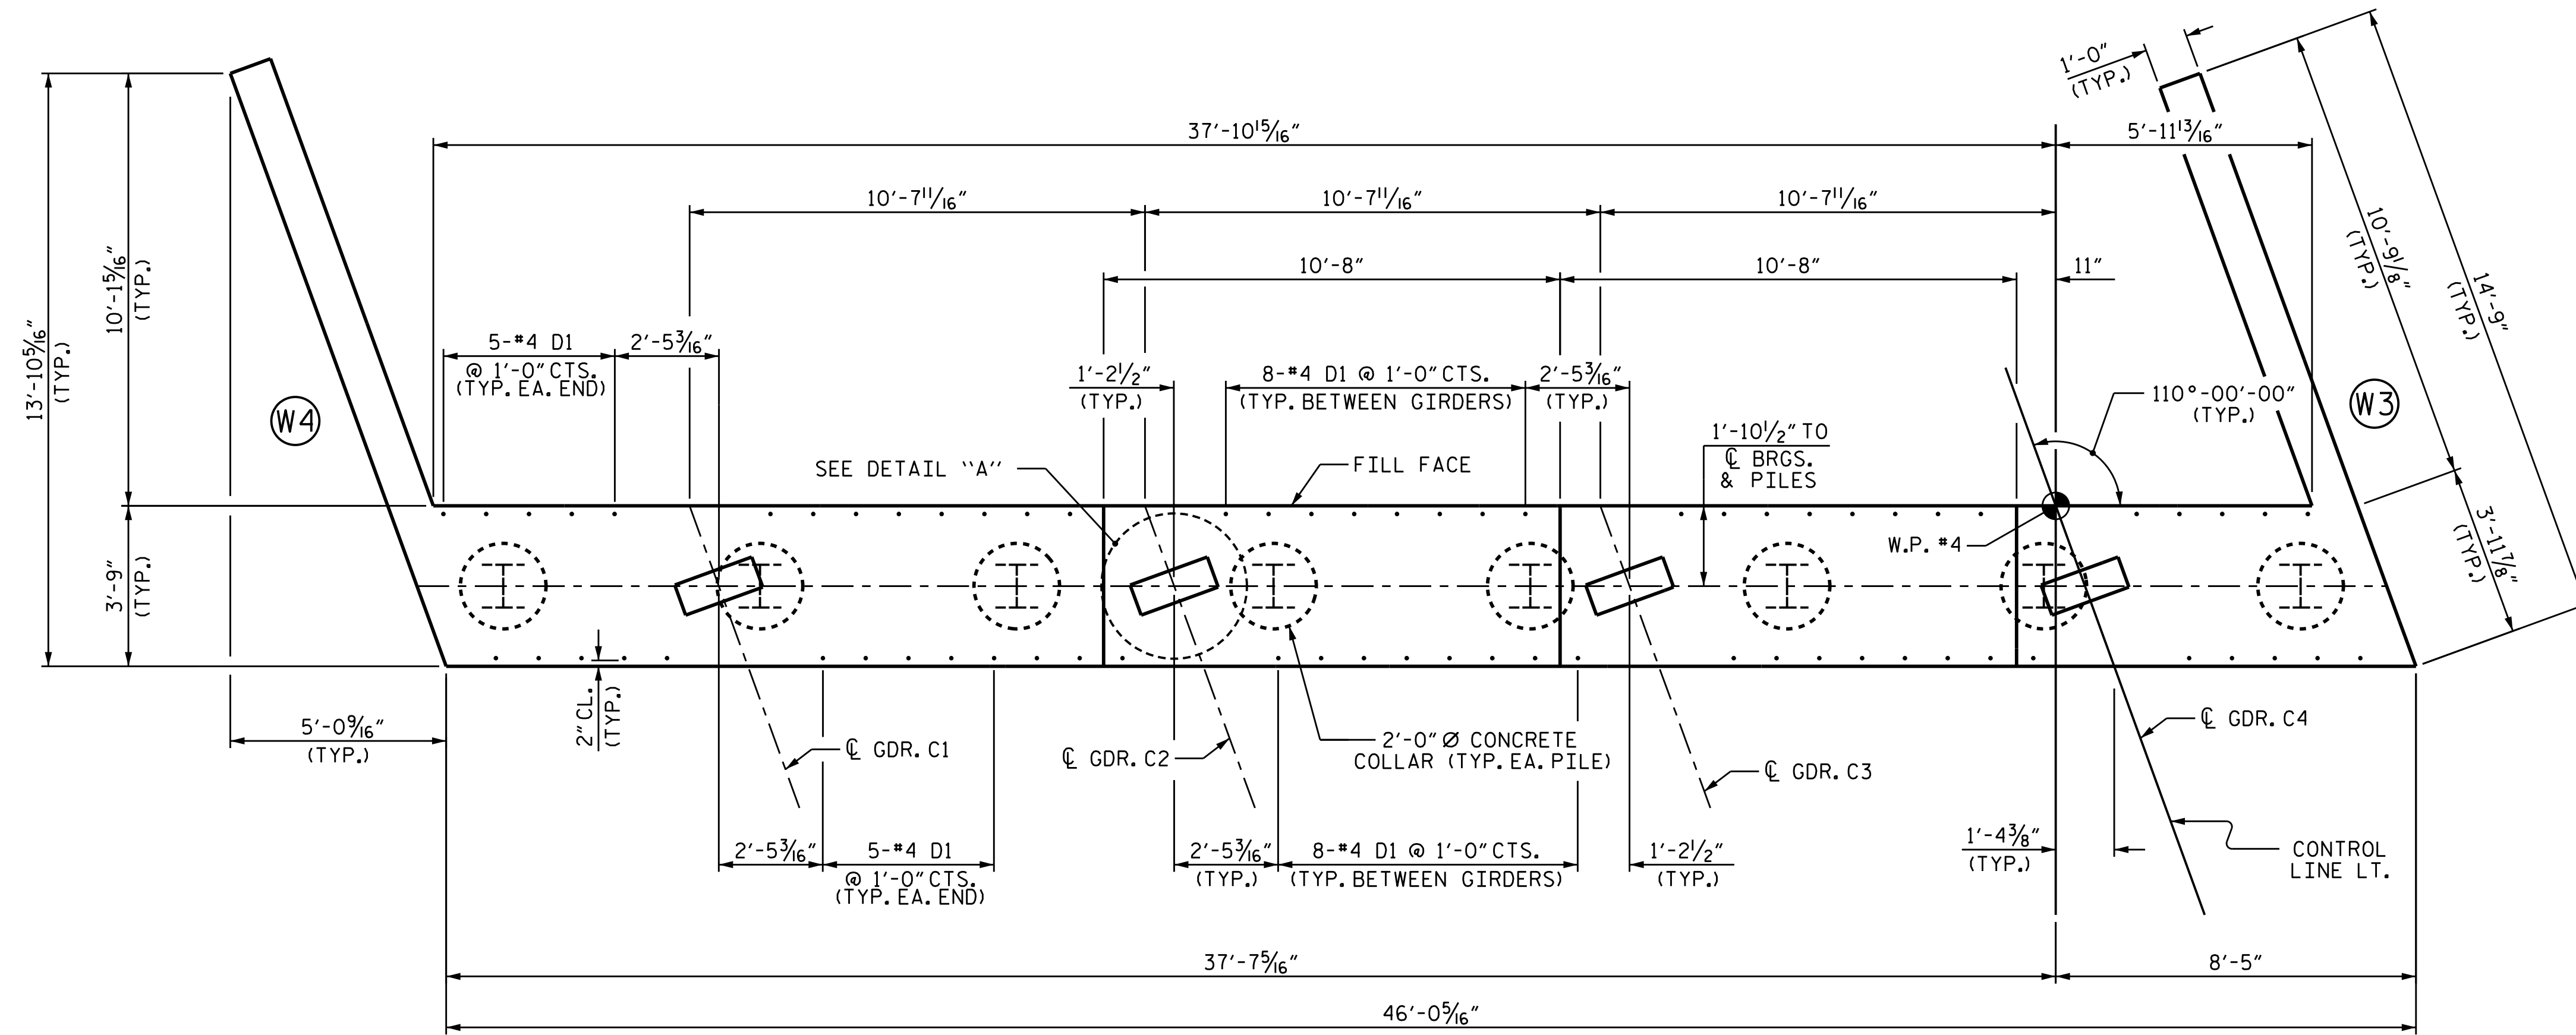 1'-0"
(TYP.)
37'-10 15/16"
5'-11 13/16"
10'-7 11/16"
10'-7 11/16"
10'-7 11/16"
10'-8"
10'-8"
11"
13'-10 5/16"
(TYP.)
10'-1 5/16"
(TYP.)
3'-9"
(TYP.)
10'-9 1/8"
(TYP.)
14'-9"
(TYP.)
3'-11 7/8"
(TYP.)
5-#4 D1
@ 1'-0" CTS.
(TYP. EA. END)
2'-5 3/16"
1'-2 1/2"
(TYP.)
8-#4 D1 @ 1'-0" CTS.
(TYP. BETWEEN GIRDERS)
2'-5 3/16"
(TYP.)
110°-00'-00"
(TYP.)
W4
W3
SEE DETAIL "A"
FILL FACE
1'-10 1/2" TO
℄ BRGS.
& PILES
W.P. #4
5'-0 9/16"
(TYP.)
2" CL.
(TYP.)
℄ GDR. C1
℄ GDR. C2
2'-0" Ø CONCRETE
COLLAR (TYP. EA. PILE)
℄ GDR. C3
℄ GDR. C4
2'-5 3/16"
5-#4 D1
@ 1'-0" CTS.
(TYP. EA. END)
2'-5 3/16"
(TYP.)
8-#4 D1 @ 1'-0" CTS.
(TYP. BETWEEN GIRDERS)
1'-2 1/2"
(TYP.)
1'-4 3/8"
(TYP.)
CONTROL
LINE LT.
37'-7 5/16"
8'-5"
46'-0 5/16"